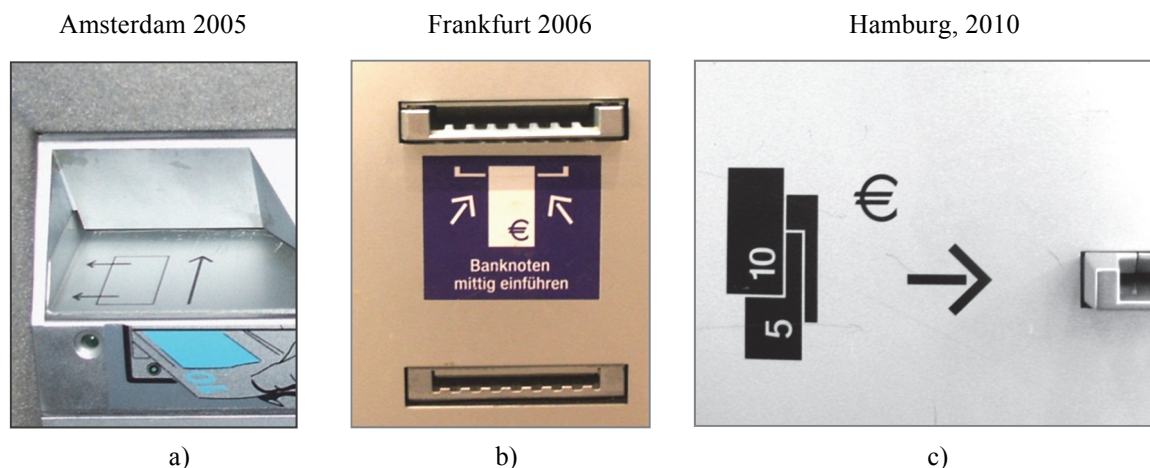 Amsterdam 2005
Frankfurt 2006
Hamburg, 2010
€
Banknoten
mittig einführen
€
10
5
a)
b)
c)